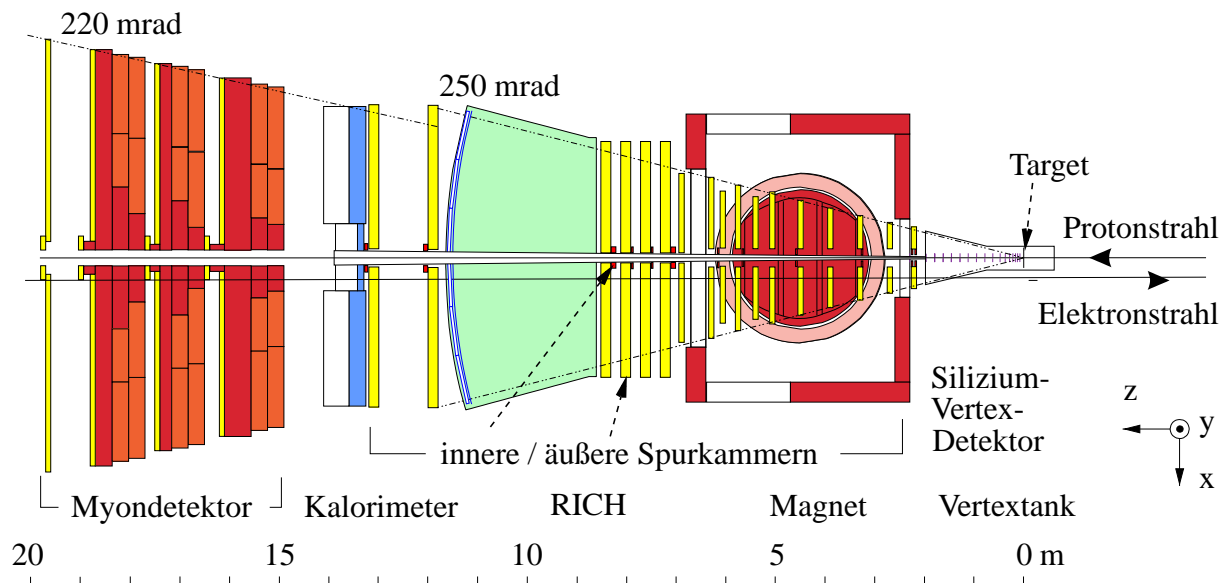 220 mrad
250 mrad
Target
Protonstrahl
Elektronstrahl
Silizium-
Vertex-
Detektor
z
y
x
innere / äußere Spurkammern
Myondetektor
Kalorimeter
RICH
Magnet
Vertextank
20
15
10
5
0 m